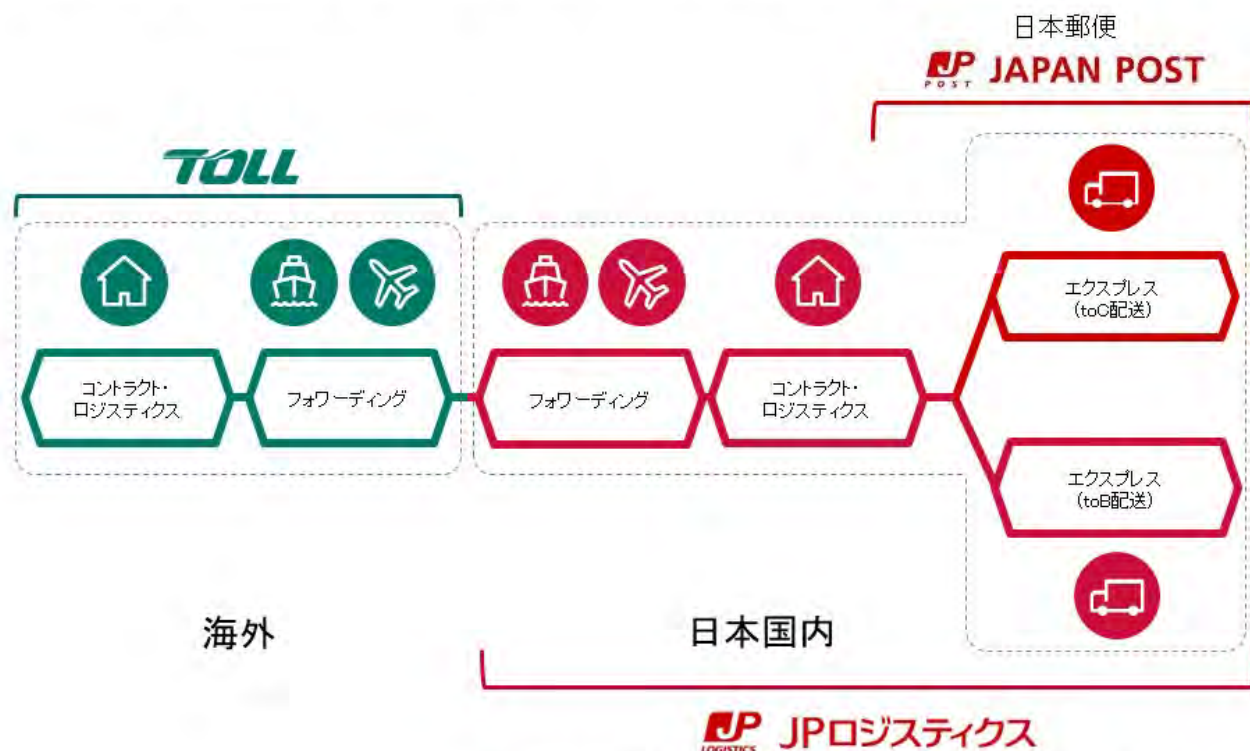 日本郵便
JP POST JAPAN POST
TOLL
コントラクト・
ロジスティクス
フォワーディング
フォワーディング
コントラクト・
ロジスティクス
エクスプレス
(toC配送)
エクスプレス
(toB配送)
海外
日本国内
JP LOGISTICS JPロジスティクス